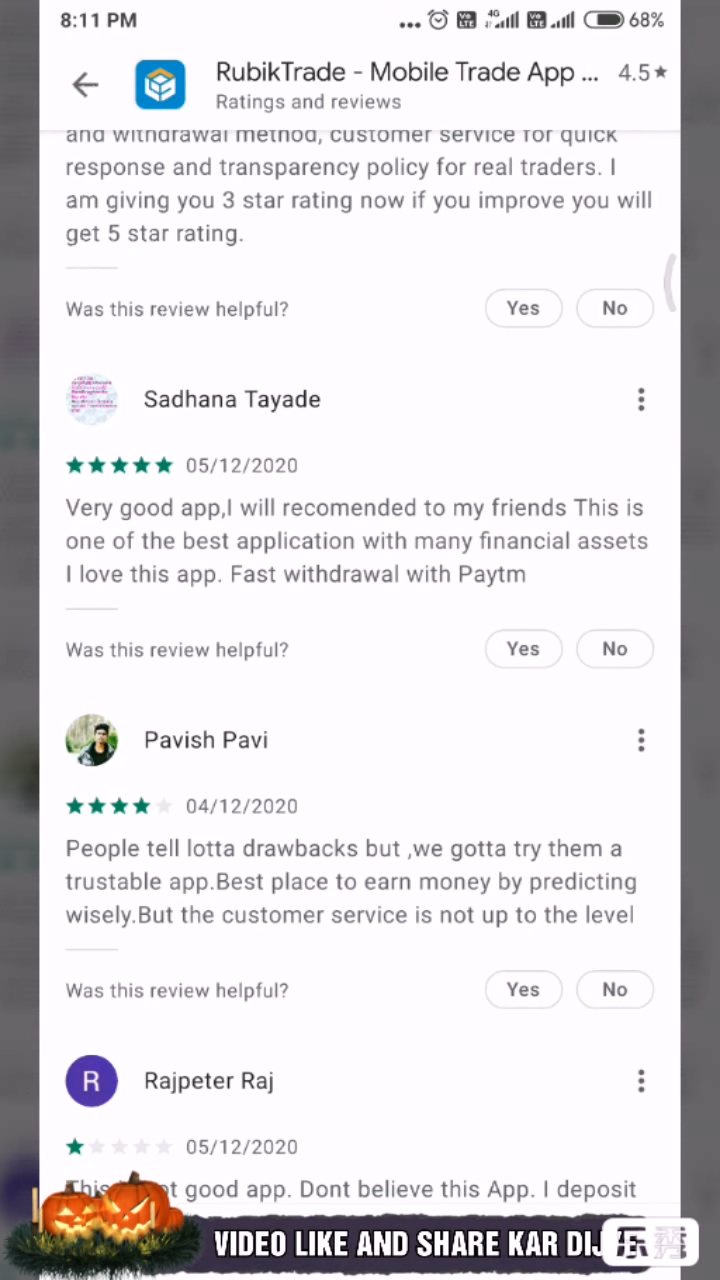 8:11 PM
4G
68%
RubikTrade - Mobile Trade App ...
4.5★
Ratings and reviews
and withdrawal method, customer service for quick
response and transparency policy for real traders. I
am giving you 3 star rating now if you improve you will
get 5 star rating.
Was this review helpful?
Yes
No
Sadhana Tayade
05/12/2020
Very good app,I will recomended to my friends This is
one of the best application with many financial assets
I love this app. Fast withdrawal with Paytm
Was this review helpful?
Yes
No
Pavish Pavi
04/12/2020
People tell lotta drawbacks but ,we gotta try them a
trustable app.Best place to earn money by predicting
wisely.But the customer service is not up to the level
Was this review helpful?
Yes
No
R
Rajpeter Raj
05/12/2020
good app. Dont believe this App. I deposit
VIDEO LIKE AND SHARE KAR
乐秀